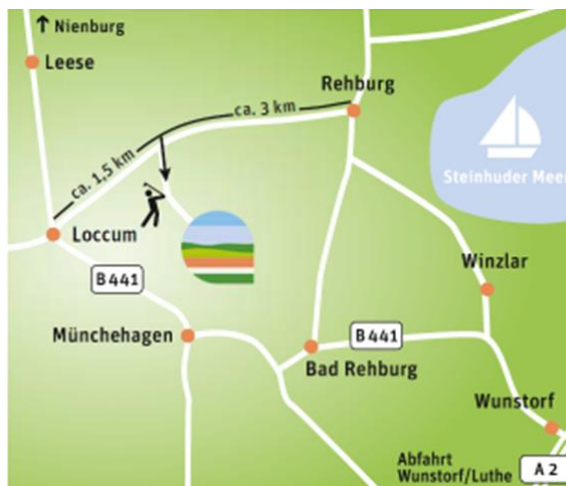 ↑ Nienburg
Leese
Rehburg
ca. 3 km
ca. 1,5 km
Steinhuder Meer
Loccum
Winzlar
B 441
Münchehagen
B 441
Bad Rehburg
Wunstorf
Abfahrt
Wunstorf/Luthe
A 2